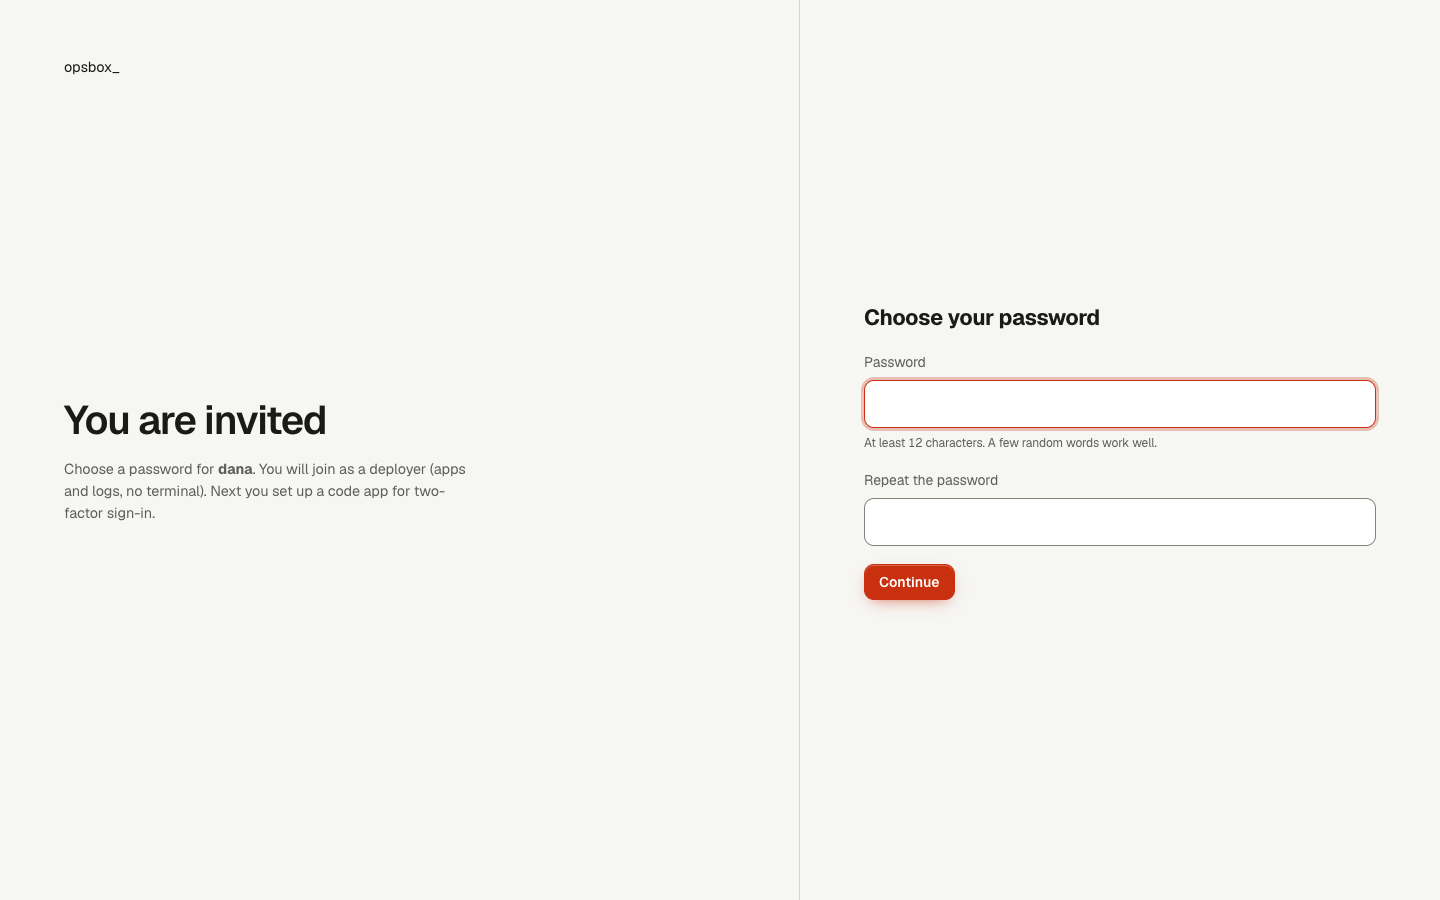 opsbox_
You are invited
Choose a password for dana. You will join as a deployer (apps
and logs, no terminal). Next you set up a code app for two-
factor sign-in.
Choose your password
Password
At least 12 characters. A few random words work well.
Repeat the password
Continue